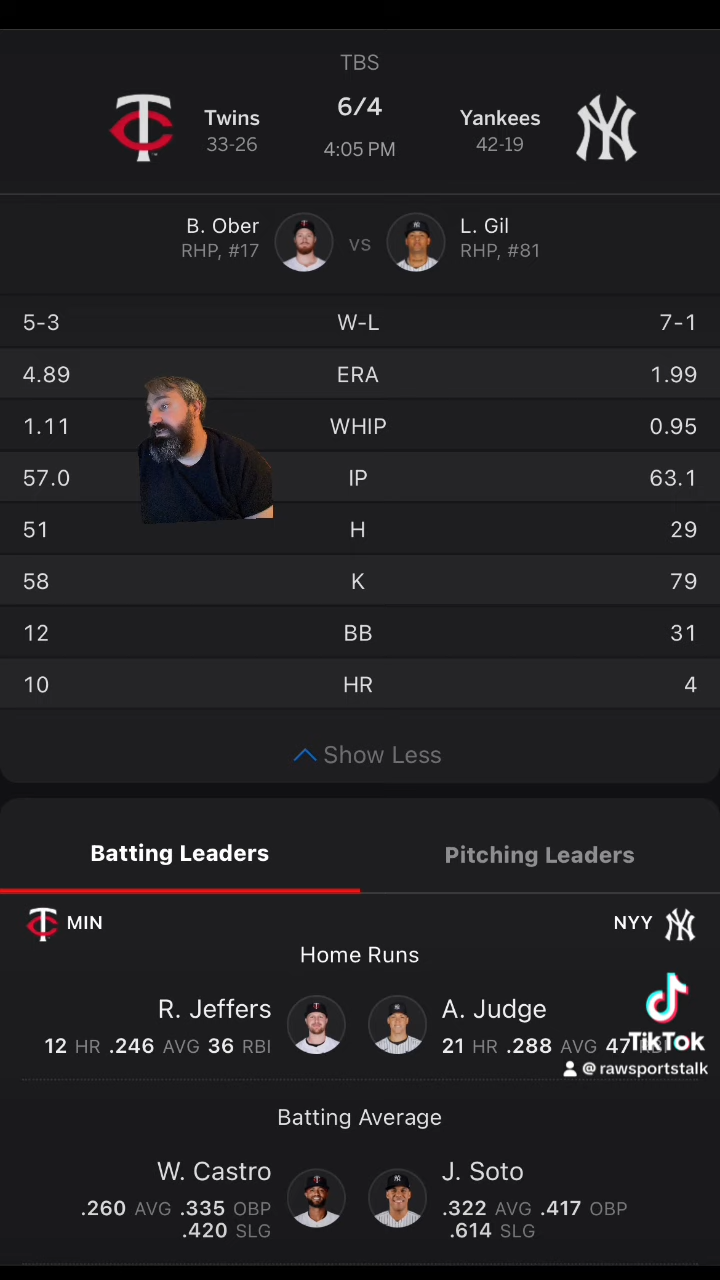 TBS
Twins
33-26
6/4
4:05 PM
Yankees
42-19
B. Ober
RHP, #17
vs
L. Gil
RHP, #81
5-3 W-L 7-1
4.89 ERA 1.99
1.11 WHIP 0.95
57.0 IP 63.1
51 H 29
58 K 79
12 BB 31
10 HR 4
Show Less
Batting Leaders Pitching Leaders
MIN NYY
Home Runs
R. Jeffers A. Judge
12 HR .246 AVG 36 RBI 21 HR .288 AVG 47
TikTok
@rawsportstalk
Batting Average
W. Castro J. Soto
.260 AVG .335 OBP .322 AVG .417 OBP
.420 SLG .614 SLG